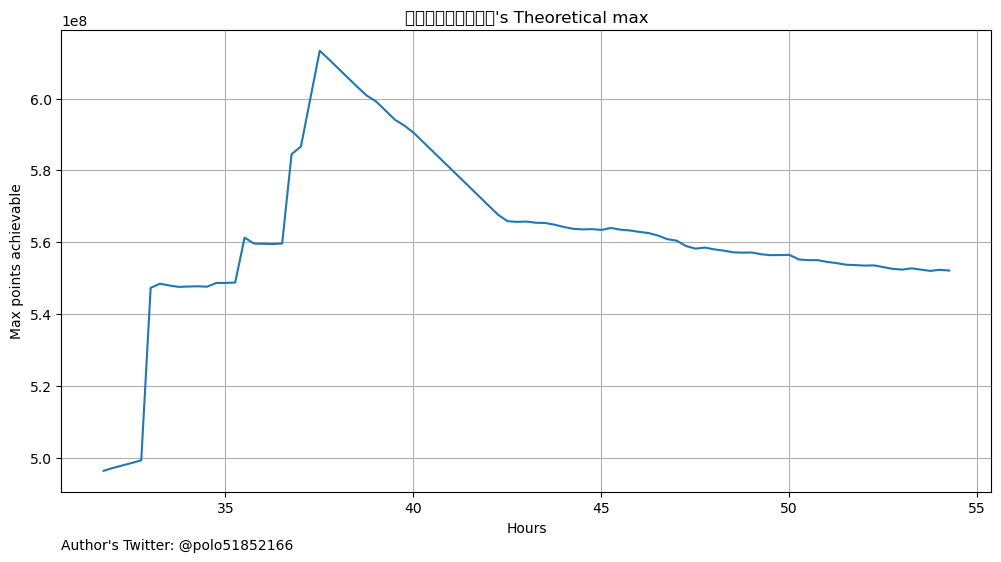 's Theoretical max
1e8
6.0
5.8
5.6
5.4
5.2
5.0
Max points achievable
35
40
45
50
55
Hours
Author's Twitter: @polo51852166